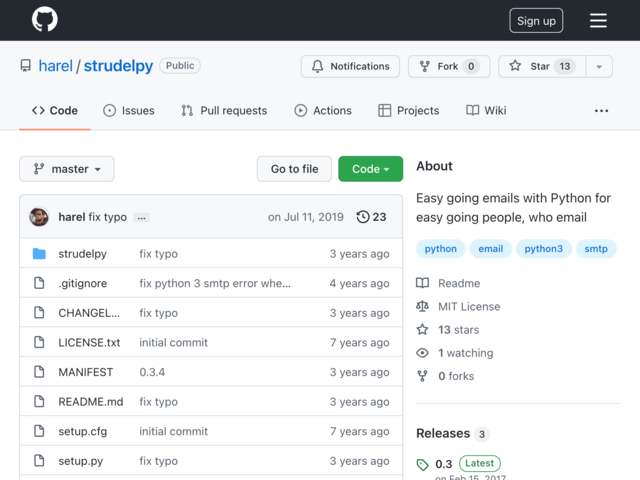 Sign up
harel / strudelpy Public
Notifications Fork 0 Star 13
Code Issues Pull requests Actions Projects Wiki ...
master Go to file Code
harel fix typo ... on Jul 11, 2019 23
strudelpy fix typo 3 years ago
.gitignore fix python 3 smtp error whe... 4 years ago
CHANGEL... fix typo 3 years ago
LICENSE.txt initial commit 7 years ago
MANIFEST 0.3.4 3 years ago
README.md fix typo 3 years ago
setup.cfg initial commit 7 years ago
setup.py fix typo 3 years ago
About
Easy going emails with Python for
easy going people, who email
python email python3 smtp
Readme
MIT License
13 stars
1 watching
0 forks
Releases 3
0.3 Latest
on Feb 15, 2017